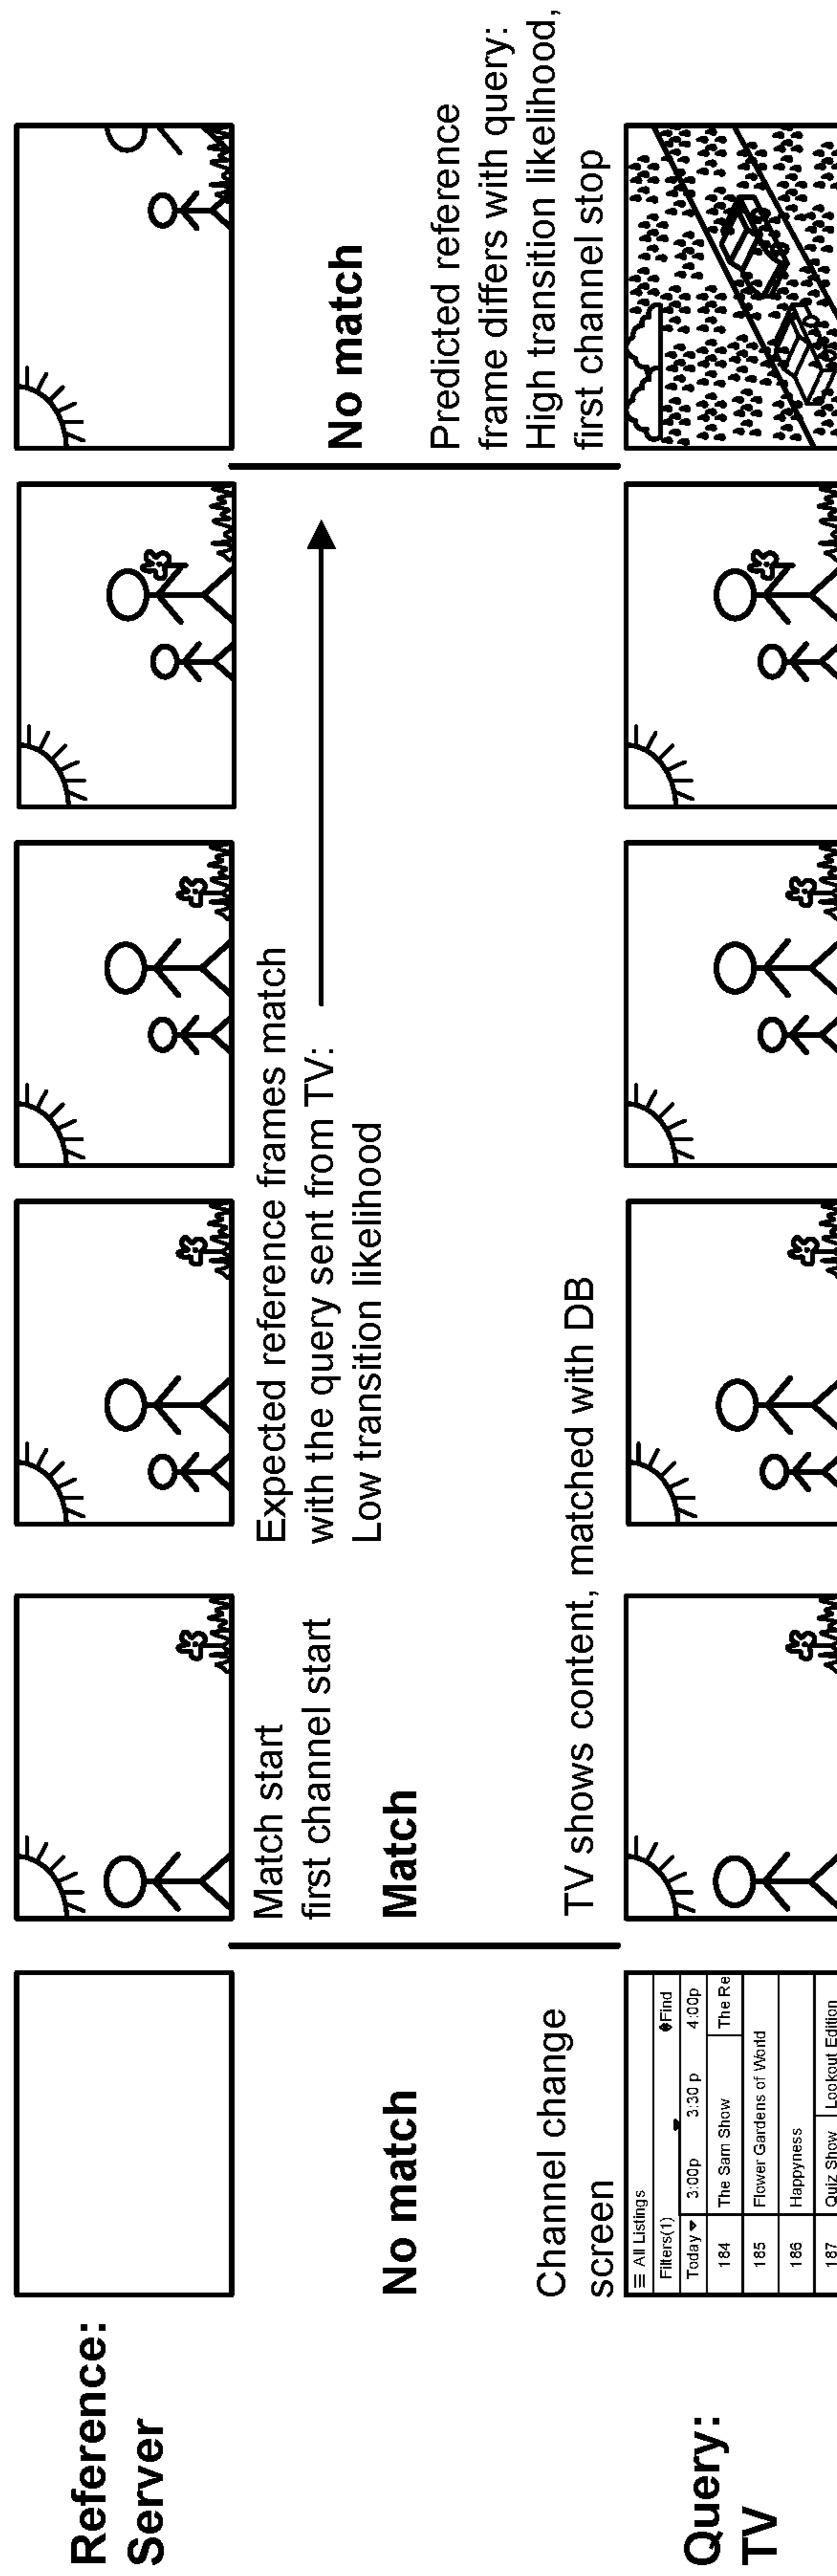 Reference:
Server
No match
Match start
first channel start
Match
Expected reference frames match
with the query sent from TV:
Low transition likelihood
No match
Predicted reference
frame differs with query:
High transition likelihood,
first channel stop
Channel change
screen
TV shows content, matched with DB
Query:
TV
All Listings
Filters(1) Find
Today 3:00p 3:30 p 4:00p
184 The Sam Show The Re
185 Flower Gardens of World
186 Happyness
187 Quiz Show Lookout Edition